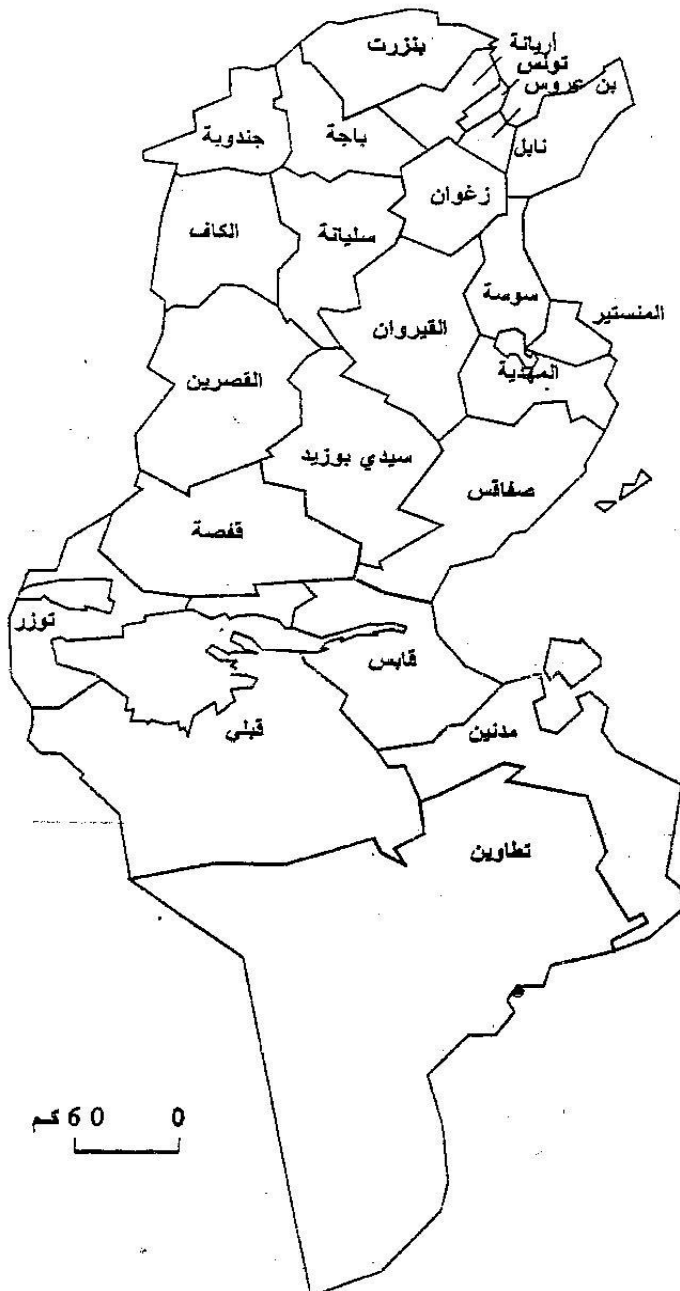 بنزرت
أريانة
تونس
بن عروس
جندوبة
باجة
نابل
زغوان
الكاف
سليانة
سوسة
المنستير
القيروان
المهدية
القصرين
سيدي بوزيد
صفاقس
قفصة
توزر
قابس
قبلي
مدنين
تطاوين
0 60 كم